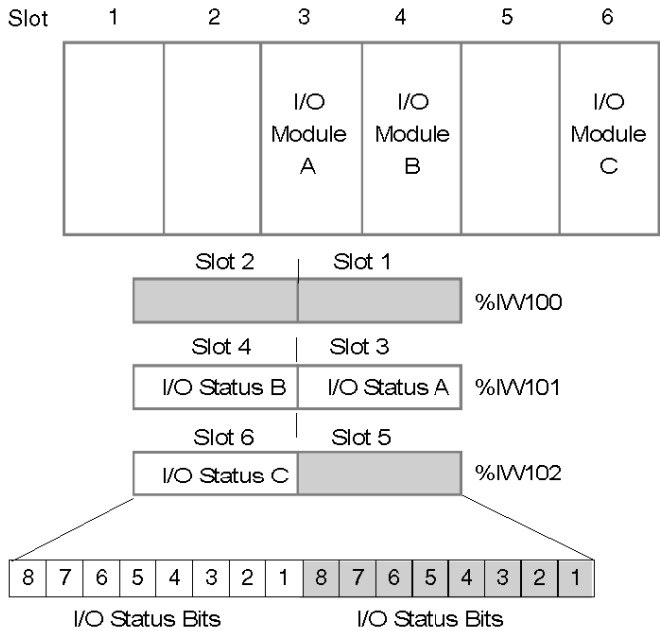 Slot 1 2 3 4 5 6
I/O Module A
I/O Module B
I/O Module C
Slot 2 Slot 1
%IW100
Slot 4 Slot 3
I/O Status B I/O Status A %IW101
Slot 6 Slot 5
I/O Status C %IW102
8 7 6 5 4 3 2 1 8 7 6 5 4 3 2 1
I/O Status Bits I/O Status Bits